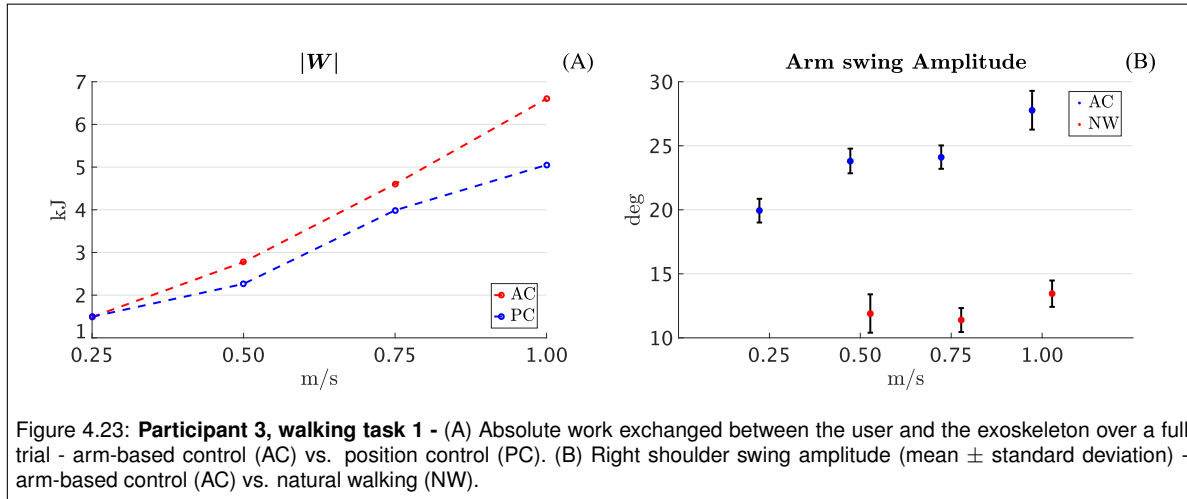 |W|
(A)
7
6
5
4
3
2
1
kJ
0.25 0.50 0.75 1.00
m/s
AC
PC
Arm swing Amplitude
(B)
30
25
20
15
10
deg
0.25 0.50 0.75 1.00
m/s
AC
NW
Figure 4.23: Participant 3, walking task 1 - (A) Absolute work exchanged between the user and the exoskeleton over a full
trial - arm-based control (AC) vs. position control (PC). (B) Right shoulder swing amplitude (mean ± standard deviation) -
arm-based control (AC) vs. natural walking (NW).